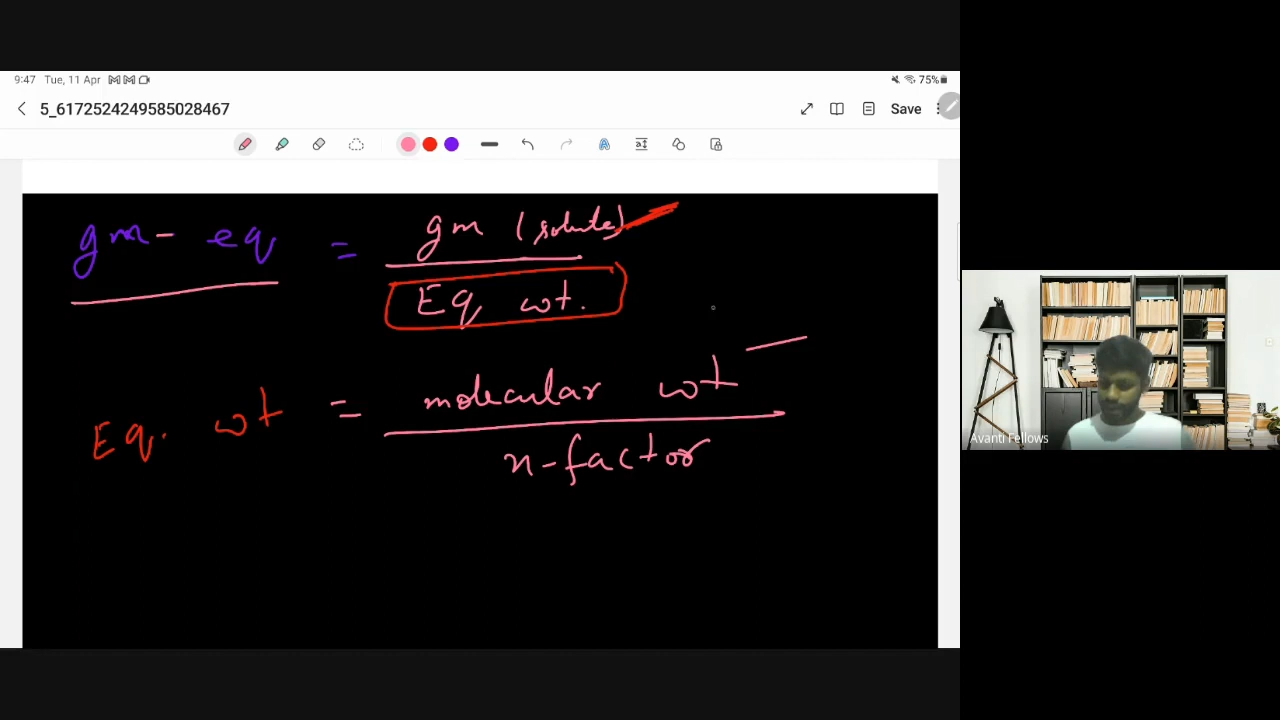 9:47 Tue, 11 Apr
75%
5_6172524249585028467
Save
gm- eq = gm (solute)
Eq wt.
Eq. wt = molecular wt
n-factor
Avanti Fellows